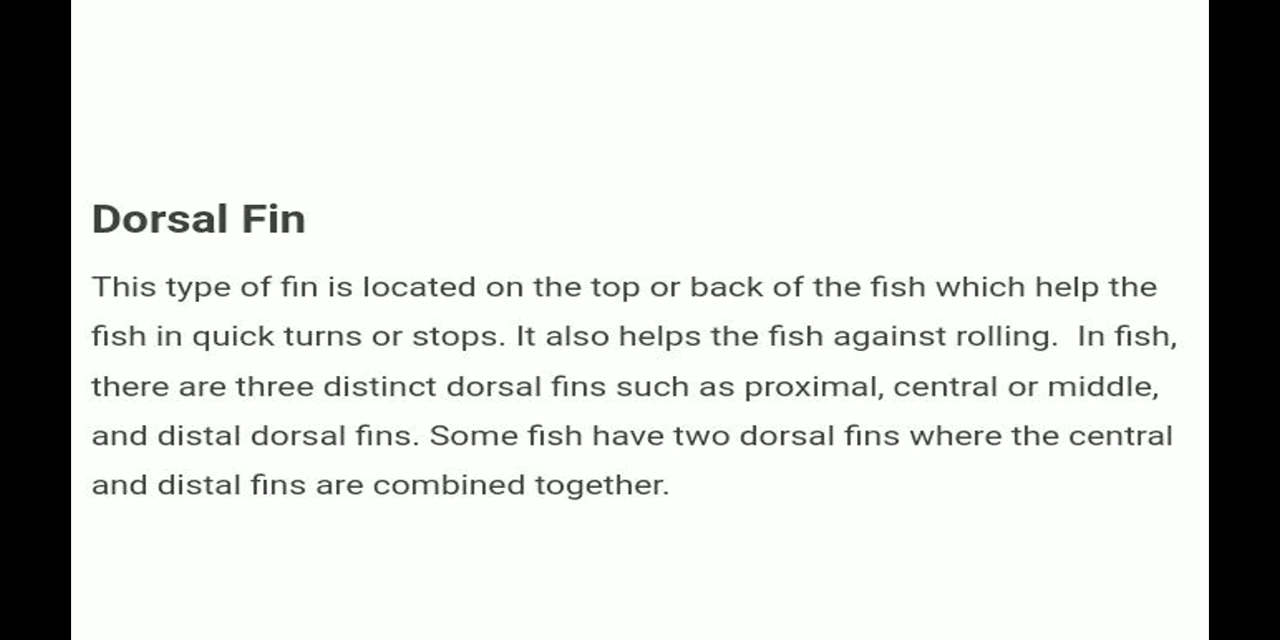 Dorsal Fin
This type of fin is located on the top or back of the fish which help the
fish in quick turns or stops. It also helps the fish against rolling.  In fish,
there are three distinct dorsal fins such as proximal, central or middle,
and distal dorsal fins. Some fish have two dorsal fins where the central
and distal fins are combined together.